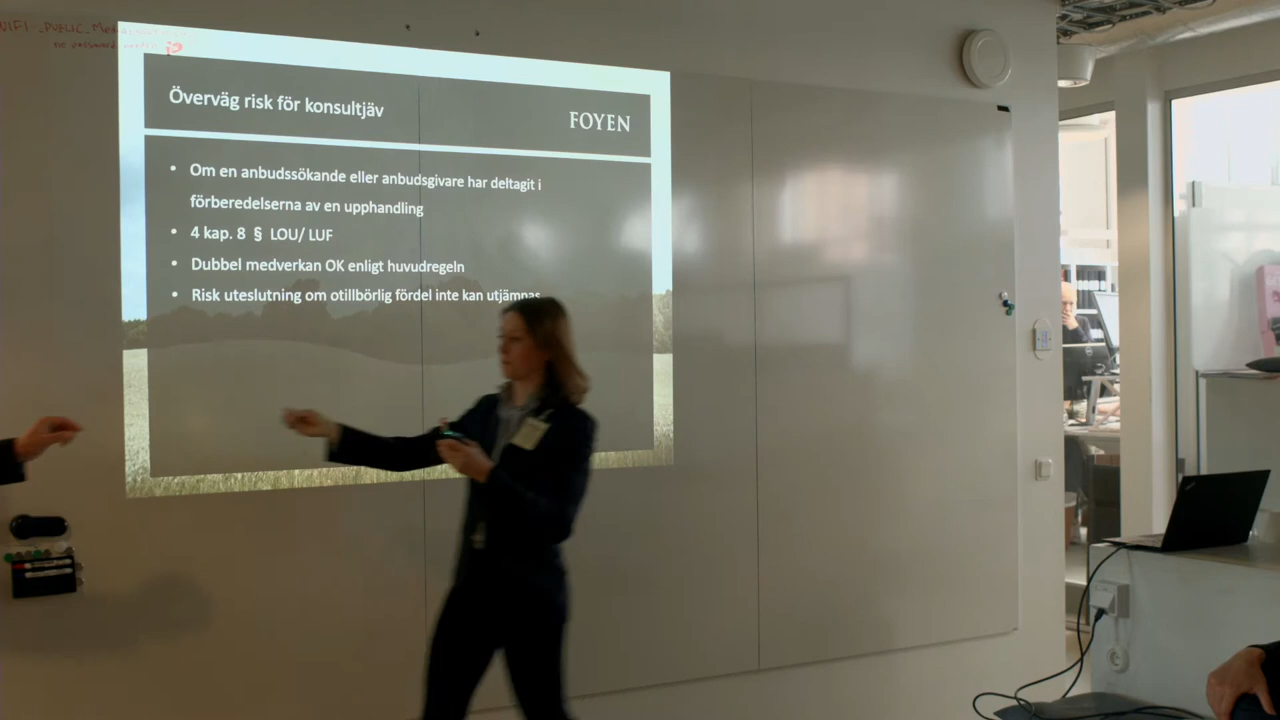 Överväg risk för konsultjäv
FOYEN
• Om en anbudssökande eller anbudsgivare har deltagit i
förberedelserna av en upphandling
• 4 kap. 8 § LOU/ LUF
• Dubbel medverkan OK enligt huvudregeln
• Risk uteslutning om otillbörlig fördel inte kan utjämnas